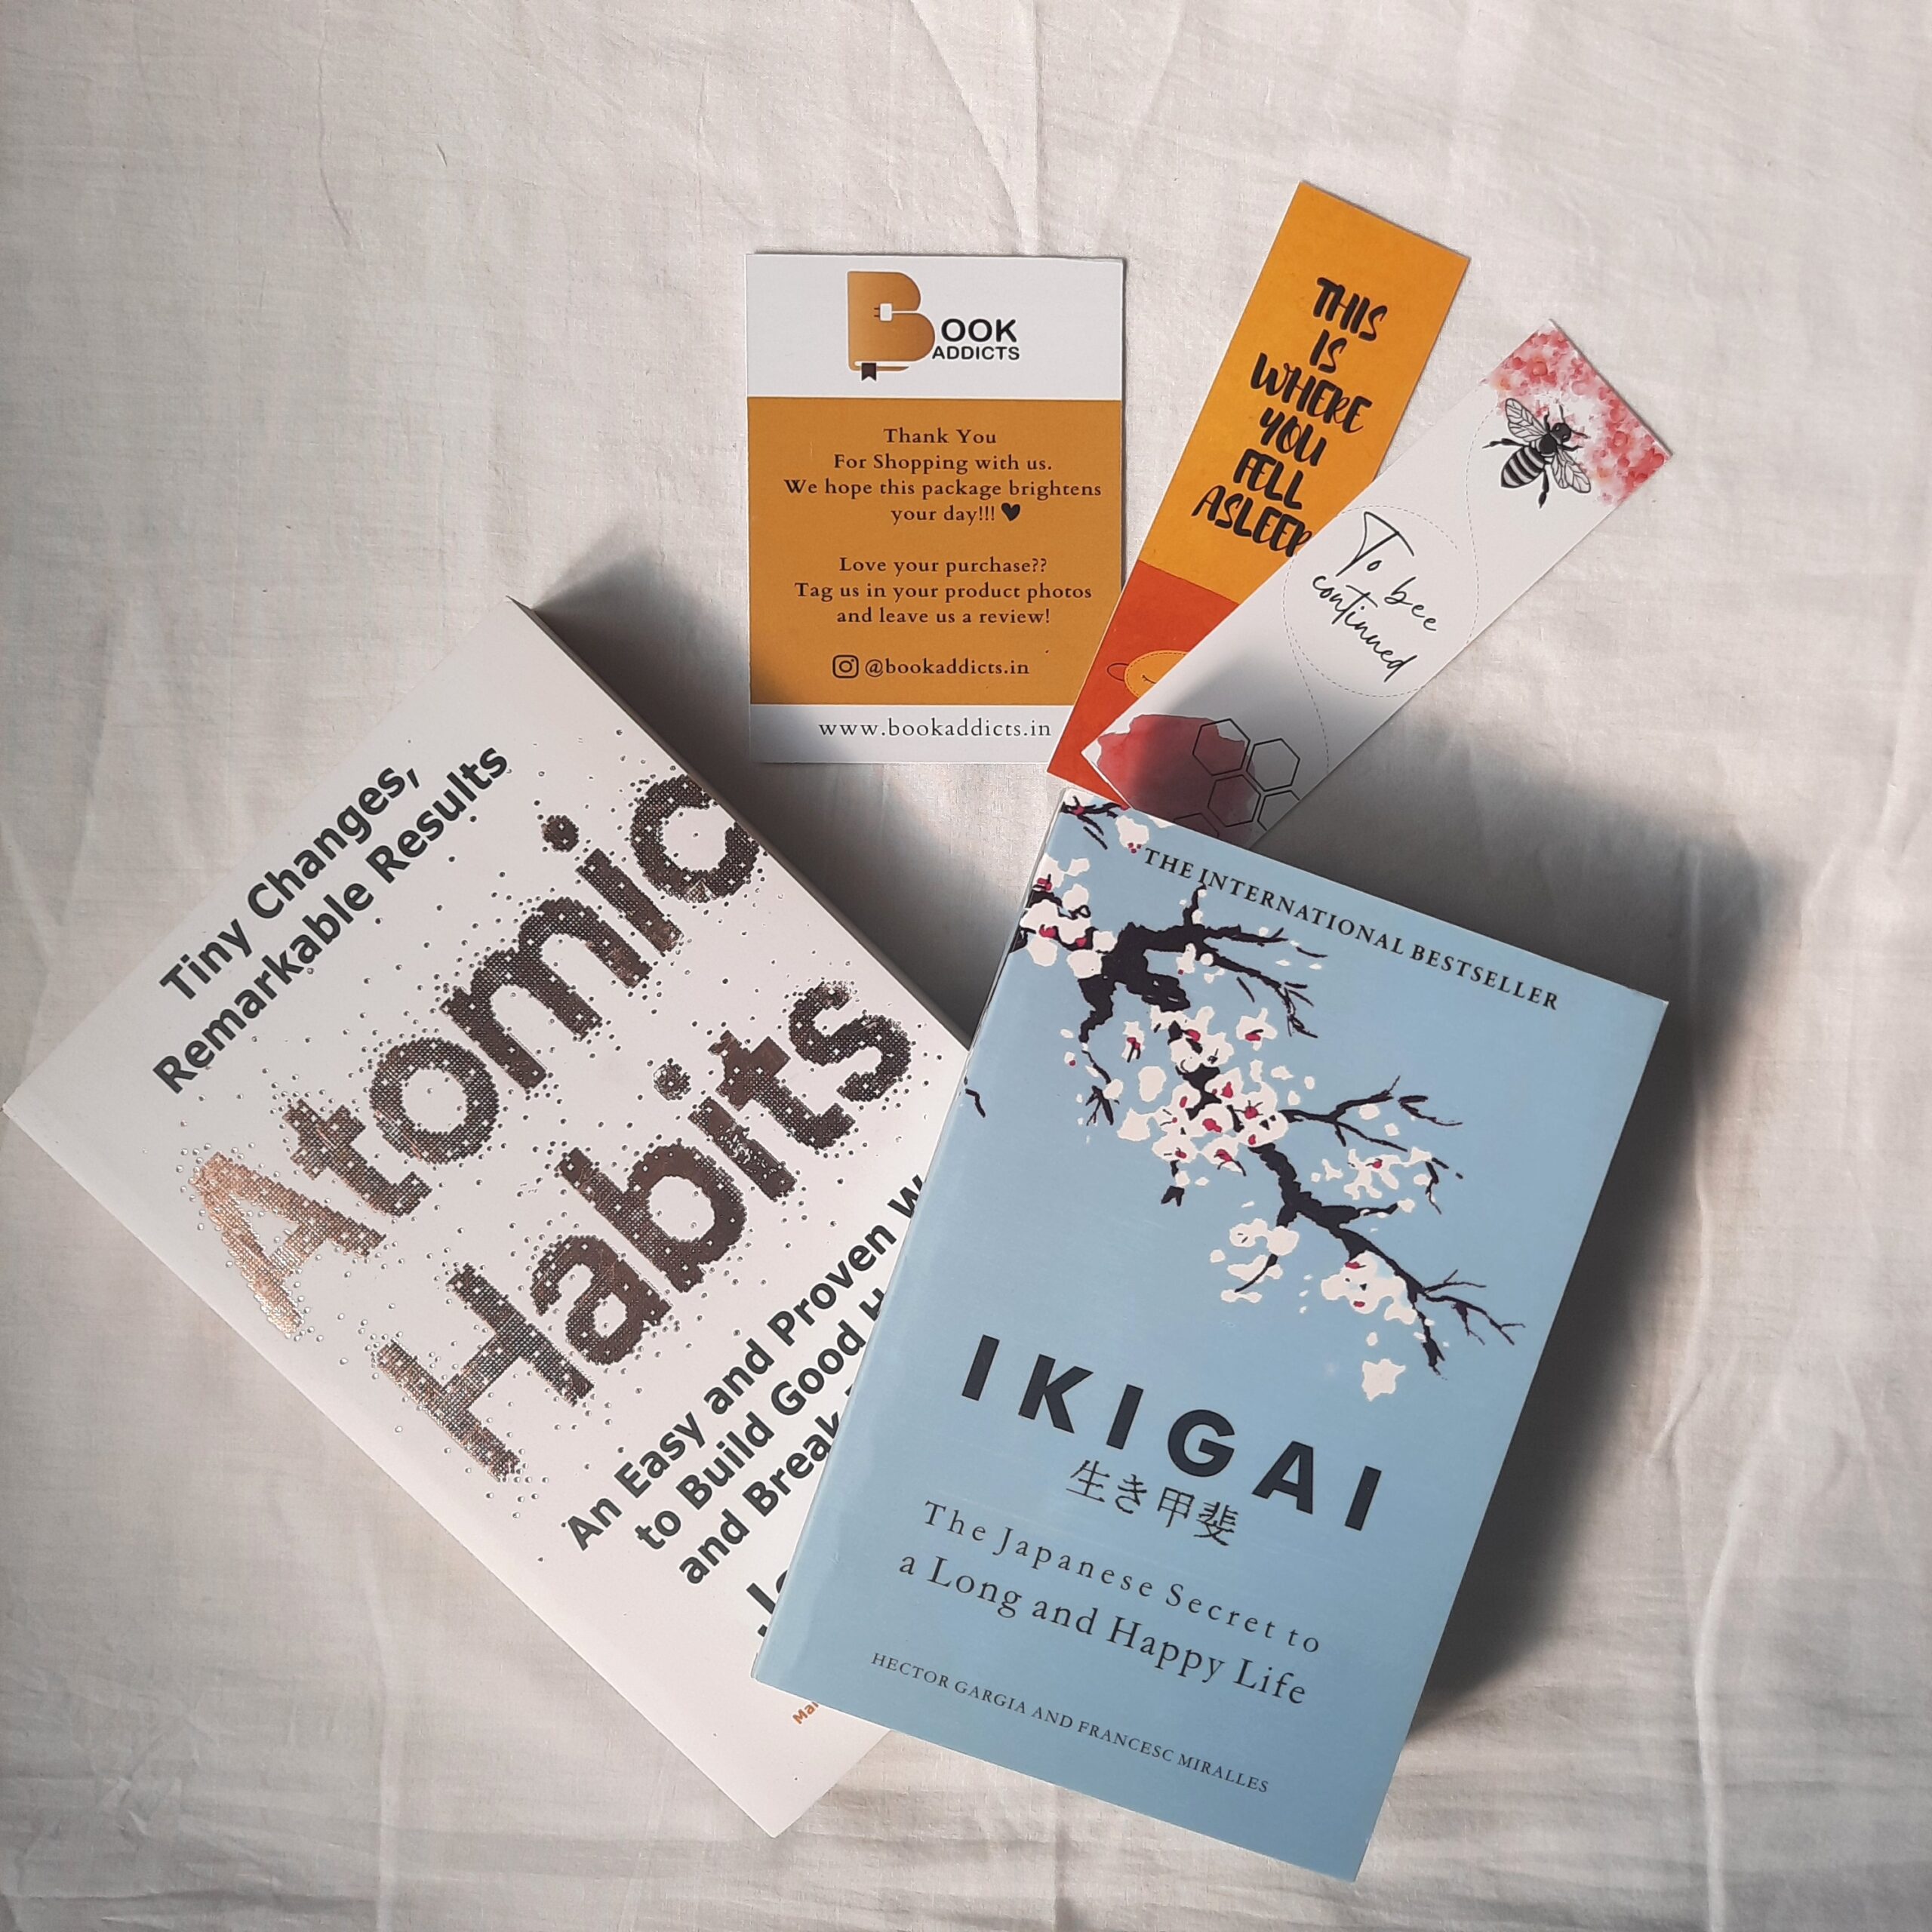 BOOK
ADDICTS
Thank You
For Shopping with us.
We hope this package brightens
your day!!!
Love your purchase??
Tag us in your product photos
and leave us a review!
@bookaddicts.in
www.bookaddicts.in
THIS
IS
WHERE
YOU
FELL
ASLEEP
To bee
continued
Tiny Changes,
Remarkable Results
Atomic
Habits
An Easy and Proven
to Build Good
and Break
THE INTERNATIONAL BESTSELLER
IKIGAI
生き甲斐
The Japanese Secret to
a Long and Happy Life
HECTOR GARGIA AND FRANCESC MIRALLES